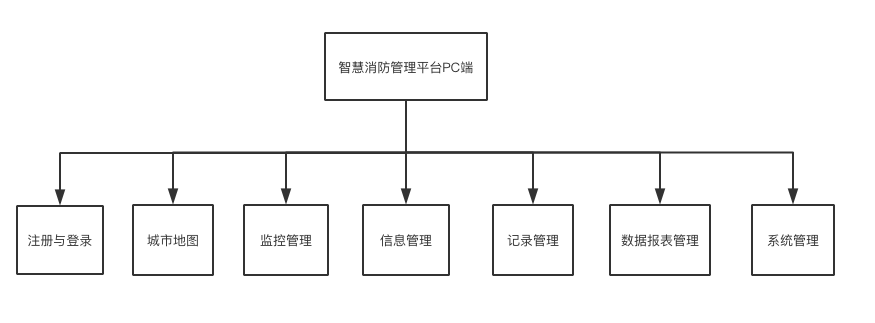 智慧消防管理平台PC端
注册与登录
城市地图
监控管理
信息管理
记录管理
数据报表管理
系统管理